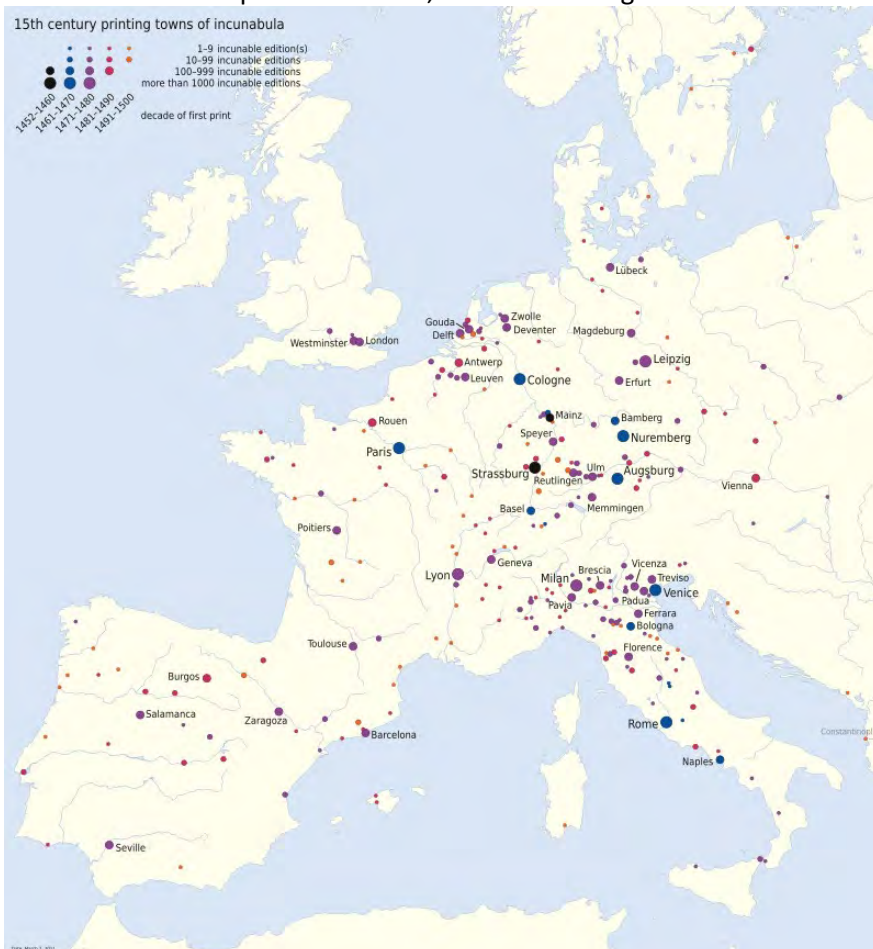 15th century printing towns of incunabula
1–9 incunable edition(s)
10–99 incunable editions
100–999 incunable editions
more than 1000 incunable editions
1452–1460
1461–1470
1471–1480
1481–1490
1491–1500
decade of first print
Lübeck
Gouda
Zwolle
Delft
Deventer
Magdeburg
Westminster
London
Antwerp
Leipzig
Leuven
Cologne
Erfurt
Rouen
Mainz
Bamberg
Speyer
Nuremberg
Paris
Strassburg
Ulm
Augsburg
Reutlingen
Vienna
Basel
Memmingen
Poitiers
Geneva
Brescia
Vicenza
Lyon
Milan
Treviso
Venice
Pavia
Padua
Ferrara
Bologna
Toulouse
Florence
Burgos
Salamanca
Zaragoza
Barcelona
Rome
Constantinopl
Naples
Seville